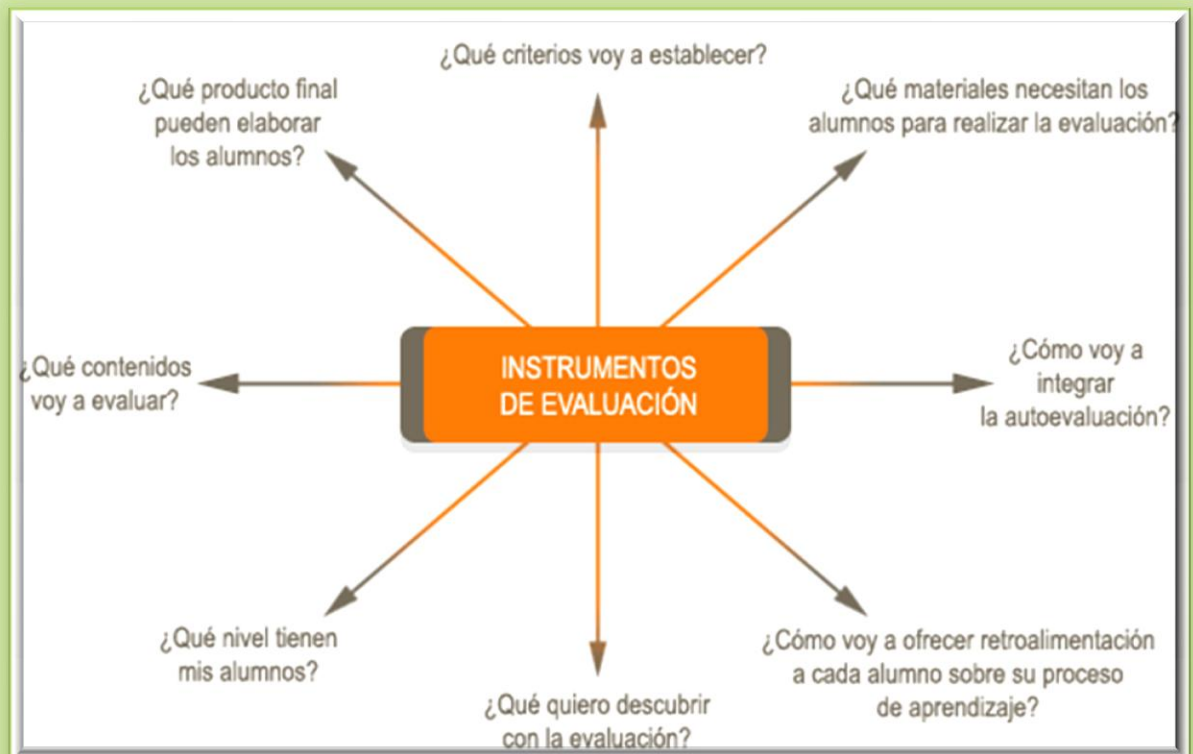 ¿Qué criterios voy a establecer?
¿Qué producto final
pueden elaborar
los alumnos?
¿Qué materiales necesitan los
alumnos para realizar la evaluación?
¿Qué contenidos
voy a evaluar?
INSTRUMENTOS
DE EVALUACIÓN
¿Cómo voy a
integrar
la autoevaluación?
¿Qué nivel tienen
mis alumnos?
¿Qué quiero descubrir
con la evaluación?
¿Cómo voy a ofrecer retroalimentación
a cada alumno sobre su proceso
de aprendizaje?